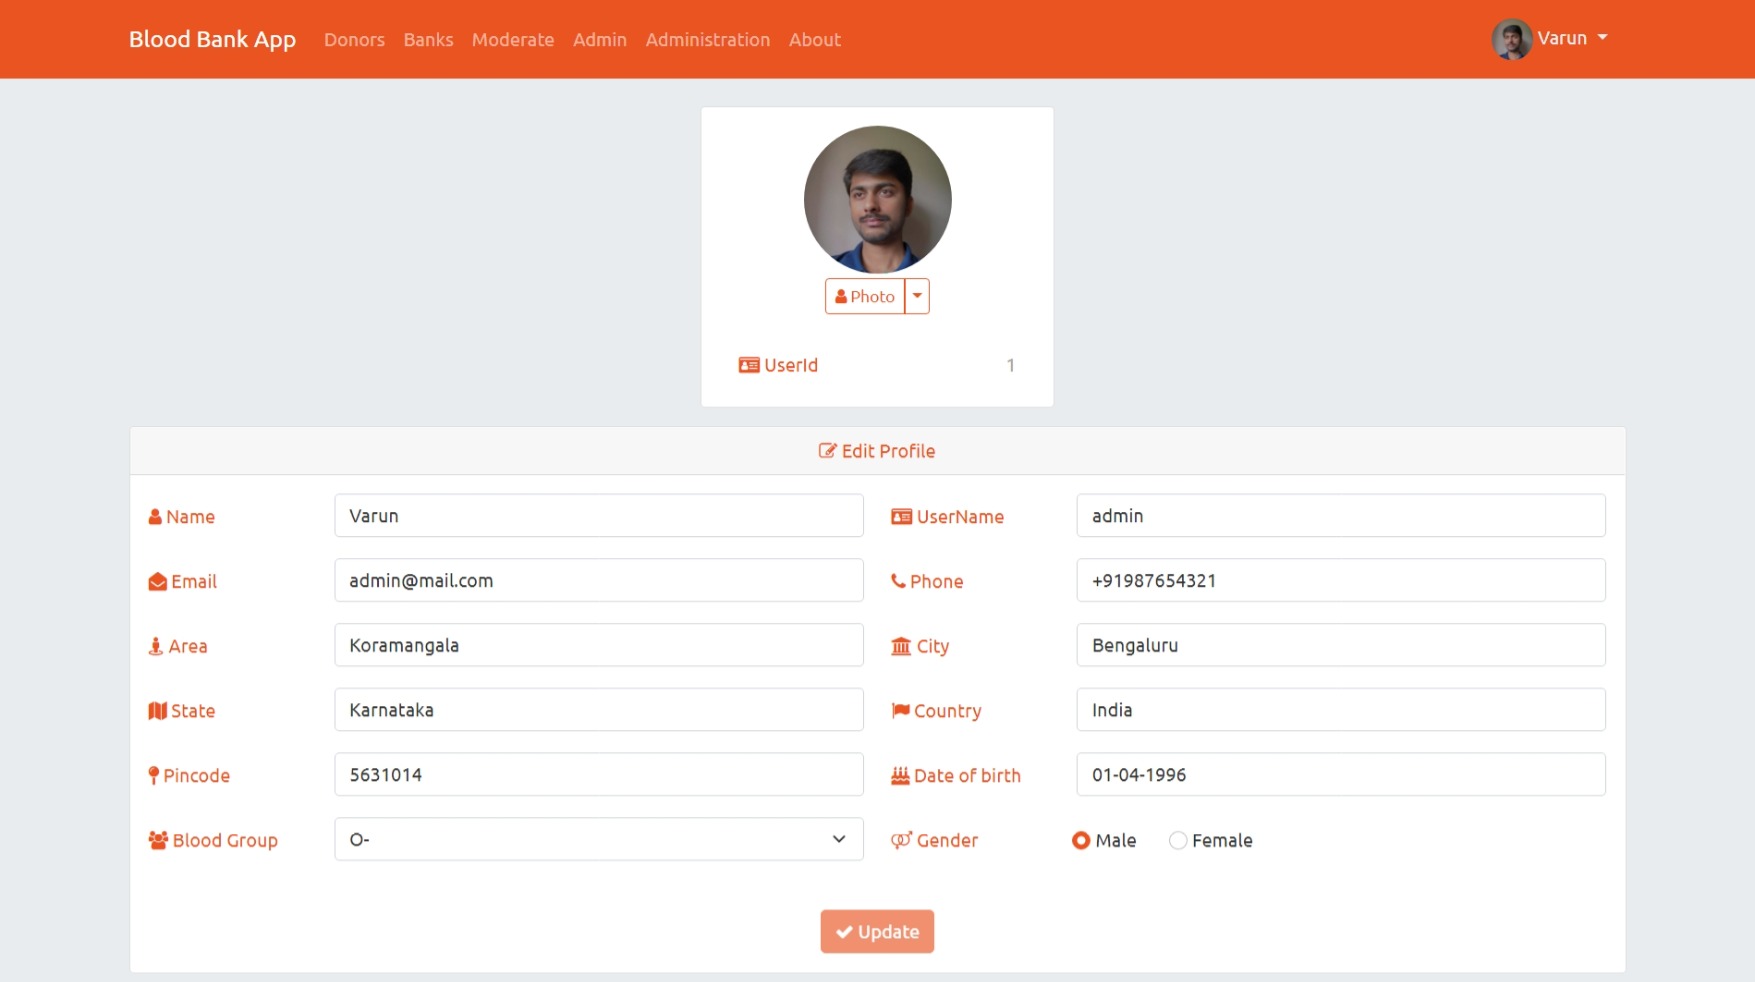 Blood Bank App Donors Banks Moderate Admin Administration About Varun
Photo
UserId 1
Edit Profile
Name Varun UserName admin
Email admin@mail.com Phone +91987654321
Area Koramangala City Bengaluru
State Karnataka Country India
Pincode 5631014 Date of birth 01-04-1996
Blood Group O- Gender Male Female
Update